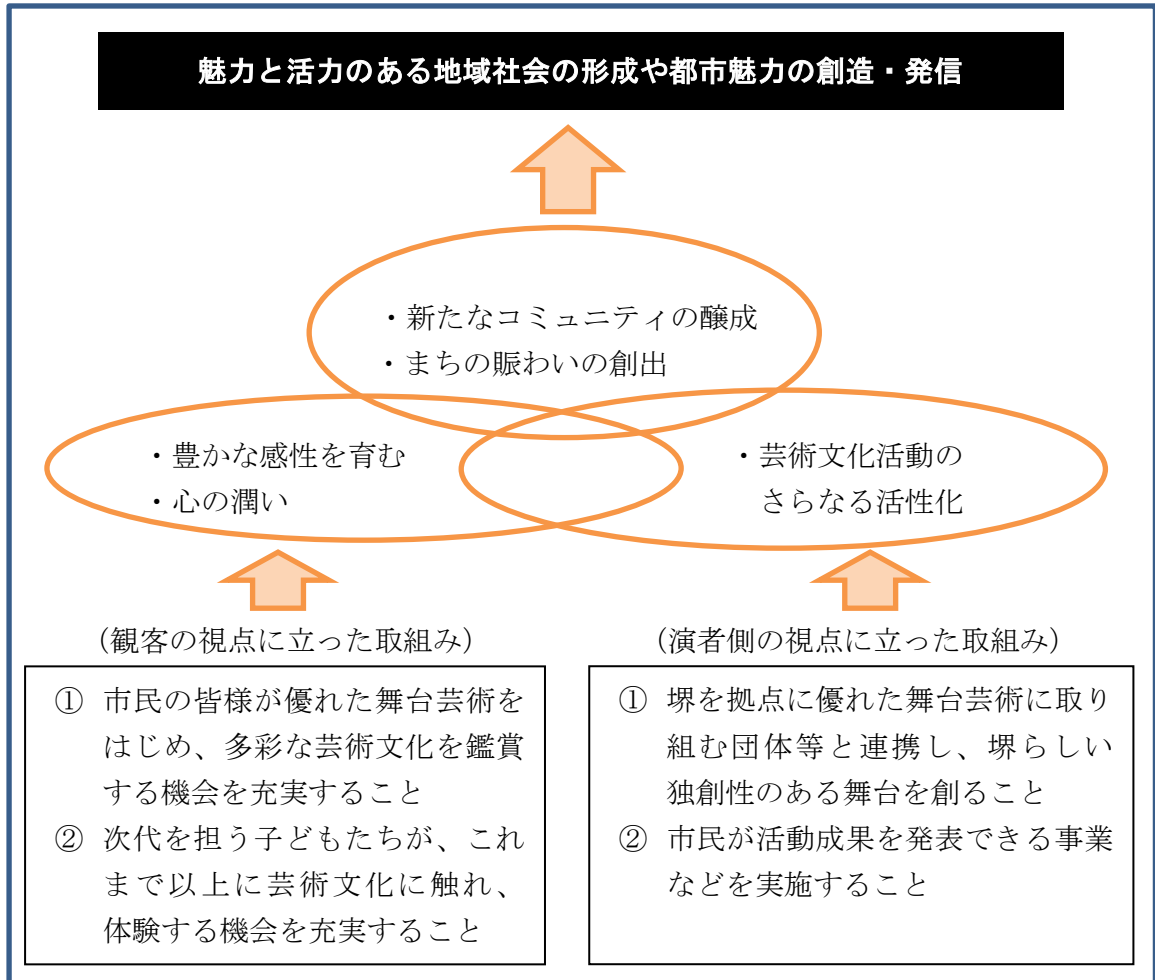 魅力と活力のある地域社会の形成や都市魅力の創造・発信
・新たなコミュニティの醸成
・まちの賑わいの創出
・豊かな感性を育む
・心の潤い
・芸術文化活動の
さらなる活性化
（観客の視点に立った取組み）
① 市民の皆様が優れた舞台芸術を
はじめ、多彩な芸術文化を鑑賞
する機会を充実すること
② 次代を担う子どもたちが、これ
まで以上に芸術文化に触れ、
体験する機会を充実すること
（演者側の視点に立った取組み）
① 堺を拠点に優れた舞台芸術に取り
組む団体等と連携し、堺らしい
独創性のある舞台を創ること
② 市民が活動成果を発表できる事業
などを実施すること